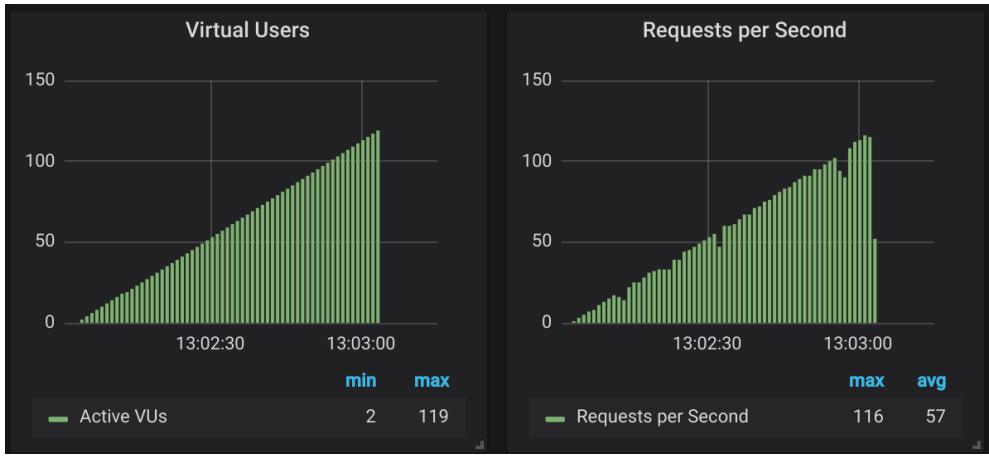 Virtual Users
150
100
50
0
13:02:30 13:03:00
min max
Active VUs 2 119
Requests per Second
150
100
50
0
13:02:30 13:03:00
max avg
Requests per Second 116 57